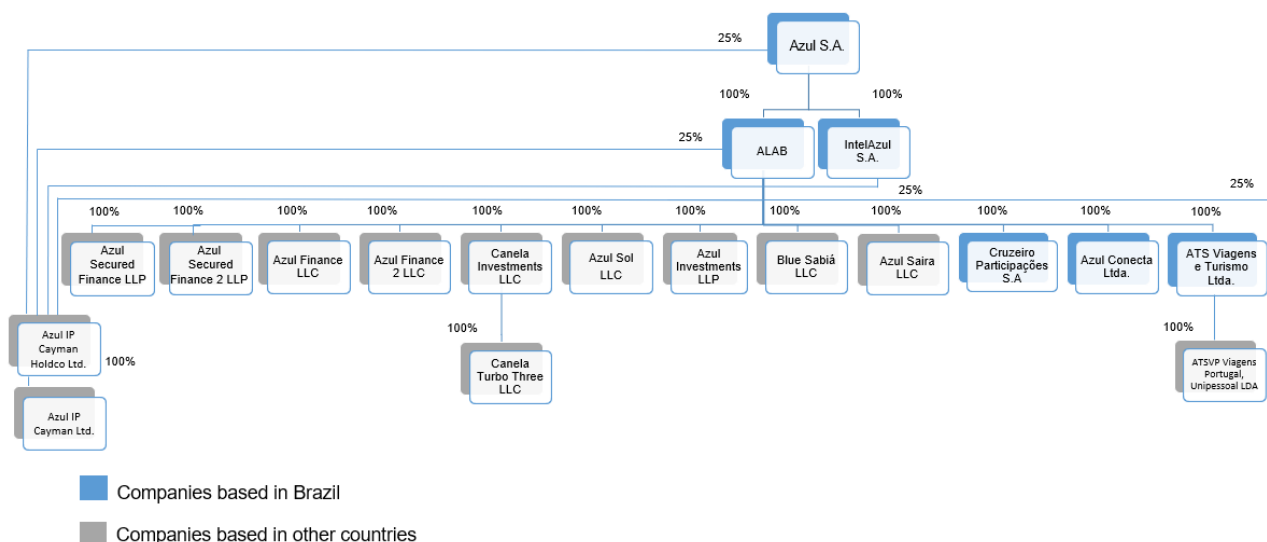 25%
Azul S.A.
100%
100%
25%
ALAB
IntelAzul
S.A.
25%
25%
100%
100%
100%
100%
100%
100%
100%
100%
100%
100%
100%
100%
Azul
Secured
Finance LLP
Azul
Secured
Finance 2 LLP
Azul Finance
LLC
Azul Finance
2 LLC
Canela
Investments
LLC
Azul Sol
LLC
Azul
Investments
LLP
Blue Sabiá
LLC
Azul Saira
LLC
Cruzeiro
Participações
S.A
Azul Conecta
Ltda.
ATS Viagens
e Turismo
Ltda.
Azul IP
Cayman
Holdco Ltd.
100%
100%
Canela
Turbo Three
LLC
100%
ATSVP Viagens
Portugal,
Unipessoal LDA
Azul IP
Cayman Ltd.
Companies based in Brazil
Companies based in other countries